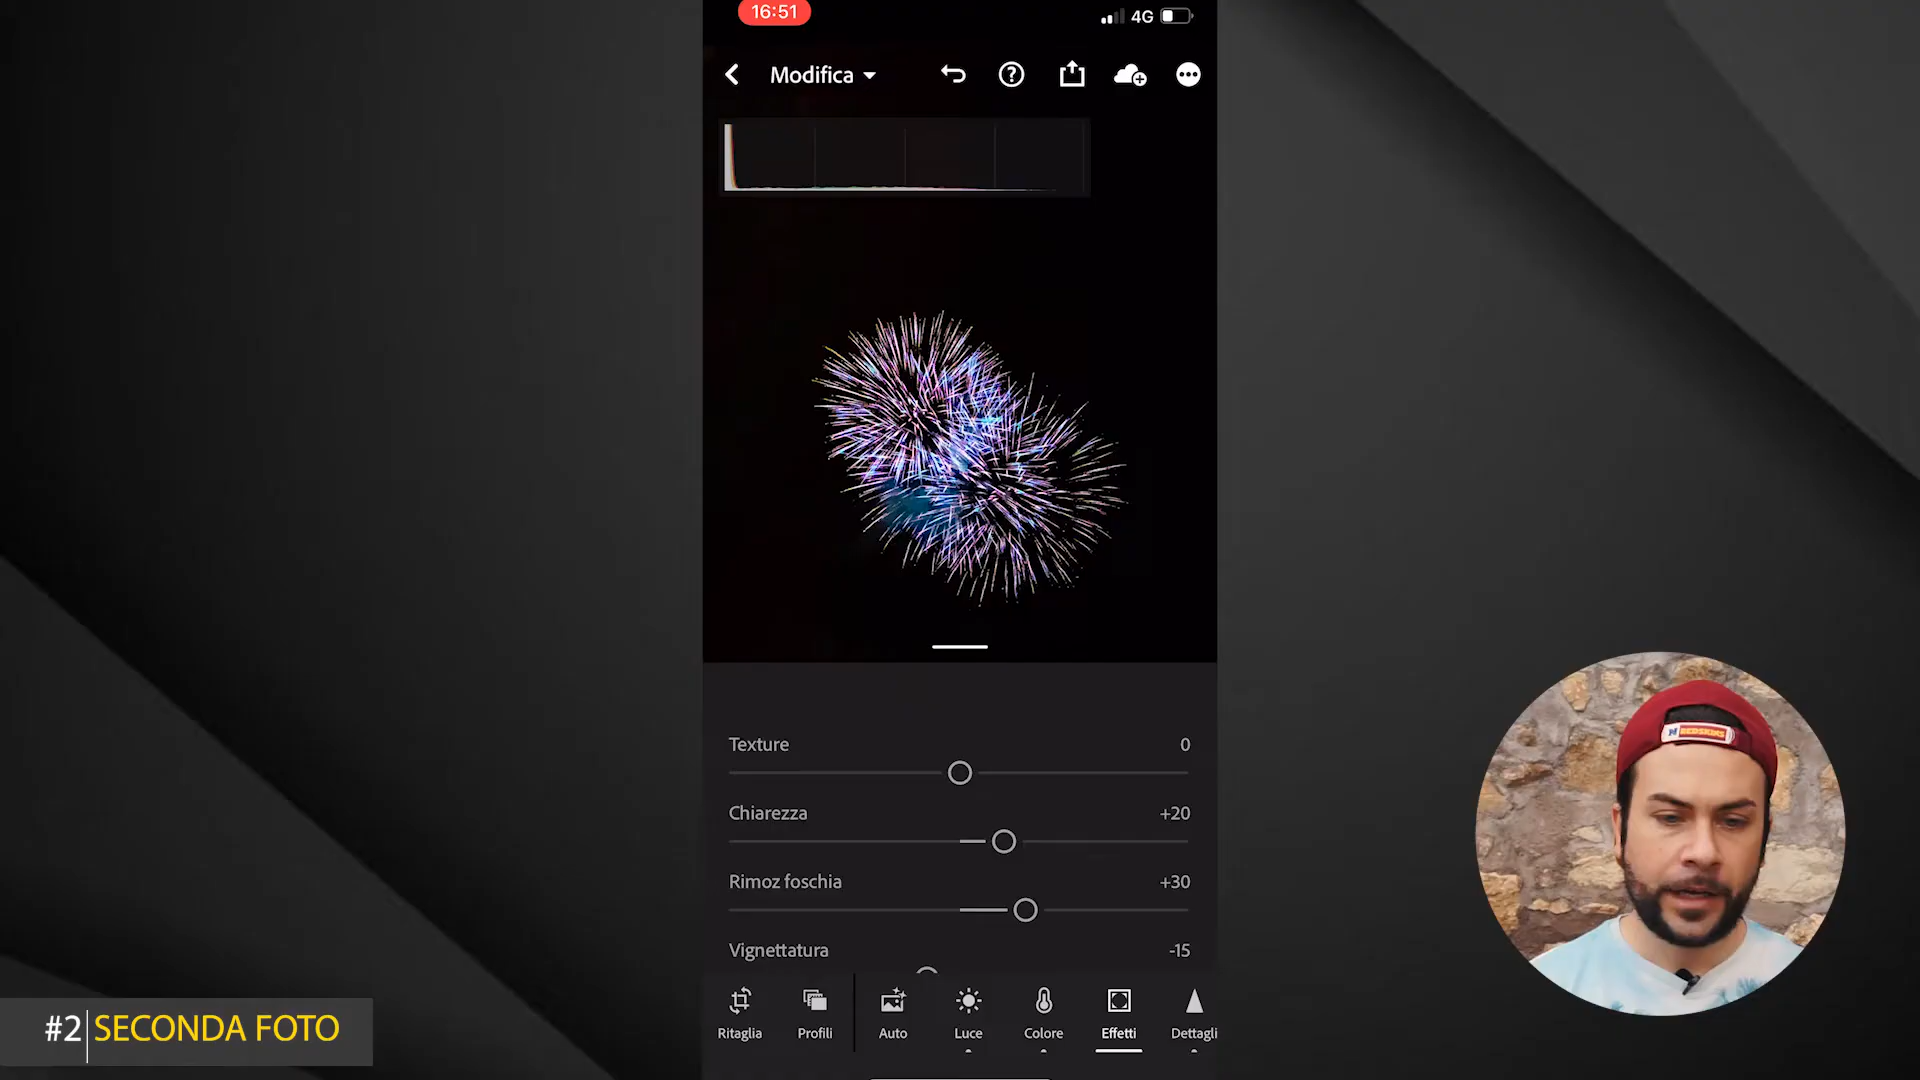 16:51
4G
Modifica
Texture
0
Chiarezza
+20
Rimoz foschia
+30
Vignettatura
-15
Ritaglia
Profili
Auto
Luce
Colore
Effetti
Dettagli
#2 SECONDA FOTO
REDSKINS